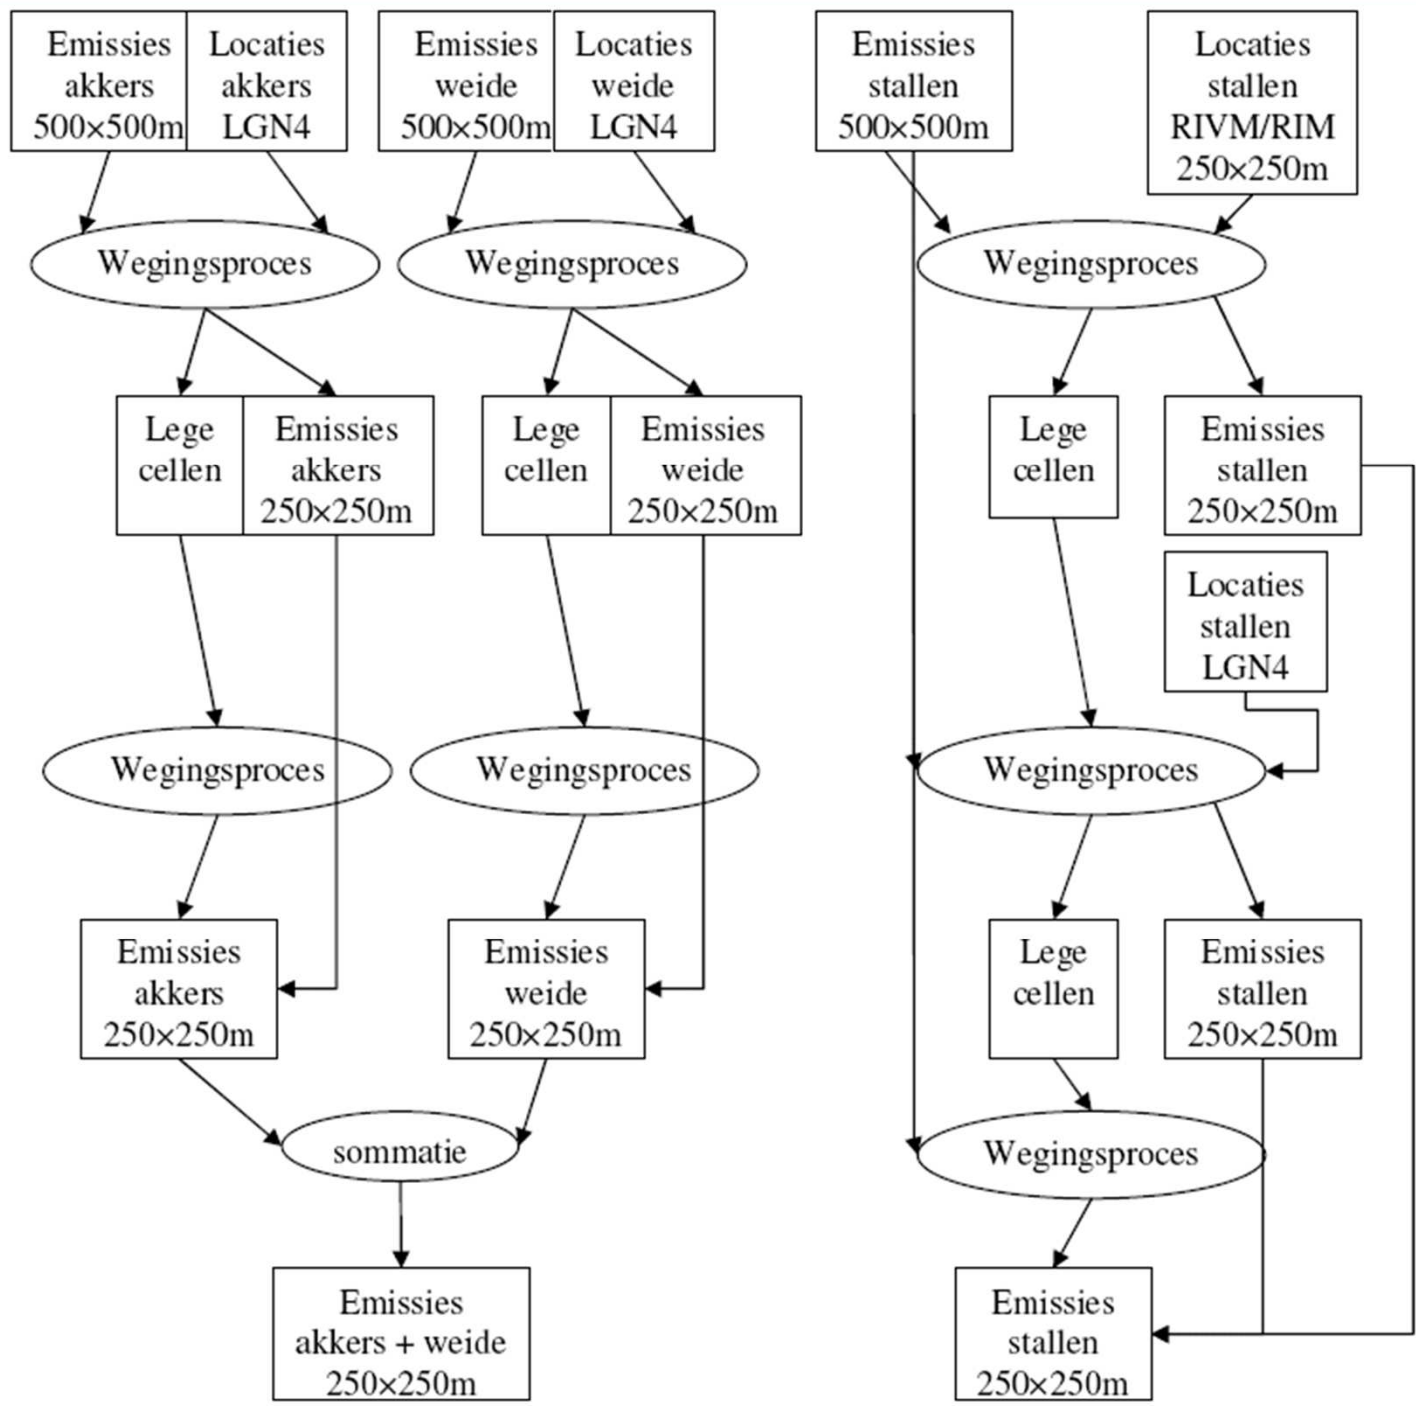 Emissies
akkers
500×500m
Locaties
akkers
LGN4
Emissies
weide
500×500m
Locaties
weide
LGN4
Emissies
stallen
500×500m
Locaties
stallen
RIVM/RIM
250×250m
Wegingsproces
Wegingsproces
Wegingsproces
Lege
cellen
Emissies
akkers
250×250m
Lege
cellen
Emissies
weide
250×250m
Lege
cellen
Emissies
stallen
250×250m
Locaties
stallen
LGN4
Wegingsproces
Wegingsproces
Wegingsproces
Emissies
akkers
250×250m
Emissies
weide
250×250m
Lege
cellen
Emissies
stallen
250×250m
sommatie
Wegingsproces
Emissies
akkers + weide
250×250m
Emissies
stallen
250×250m